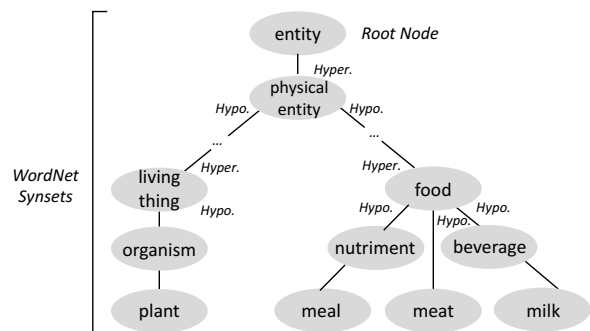 entity
Root Node
Hyper.
physical
entity
Hypo.
Hypo.
...
...
Hyper.
Hyper.
WordNet
Synsets
living
thing
food
Hypo.
Hypo.
Hypo.
Hypo.
organism
nutriment
beverage
plant
meal
meat
milk